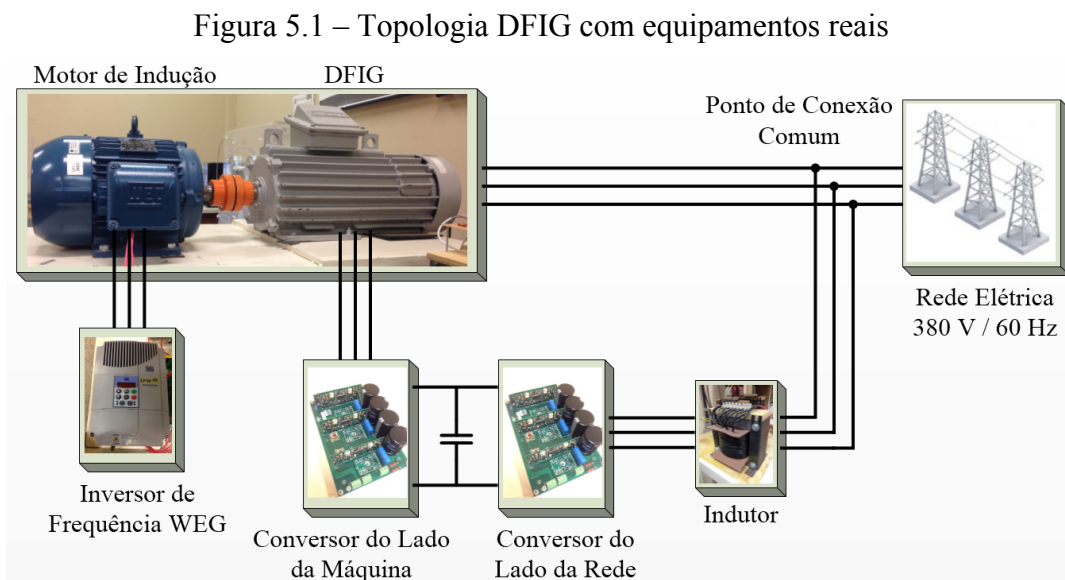 Figura 5.1 – Topologia DFIG com equipamentos reais
Motor de Indução
DFIG
Ponto de Conexão
Comum
Rede Elétrica
380 V / 60 Hz
Inversor de
Frequência WEG
Conversor do Lado
da Máquina
Conversor do
Lado da Rede
Indutor